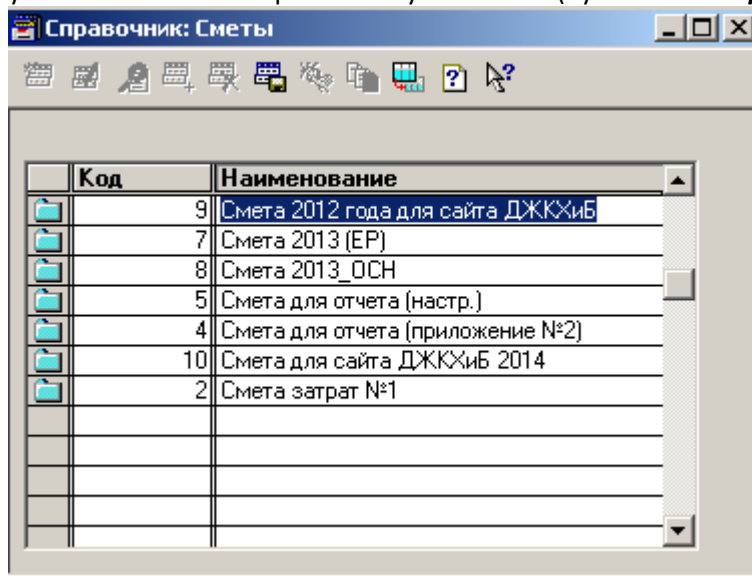 Справочник: Сметы
Код Наименование
9 Смета 2012 года для сайта ДЖКХиБ
7 Смета 2013 (ЕР)
8 Смета 2013_ОСН
5 Смета для отчета (настр.)
4 Смета для отчета (приложение №2)
10 Смета для сайта ДЖКХиБ 2014
2 Смета затрат №1